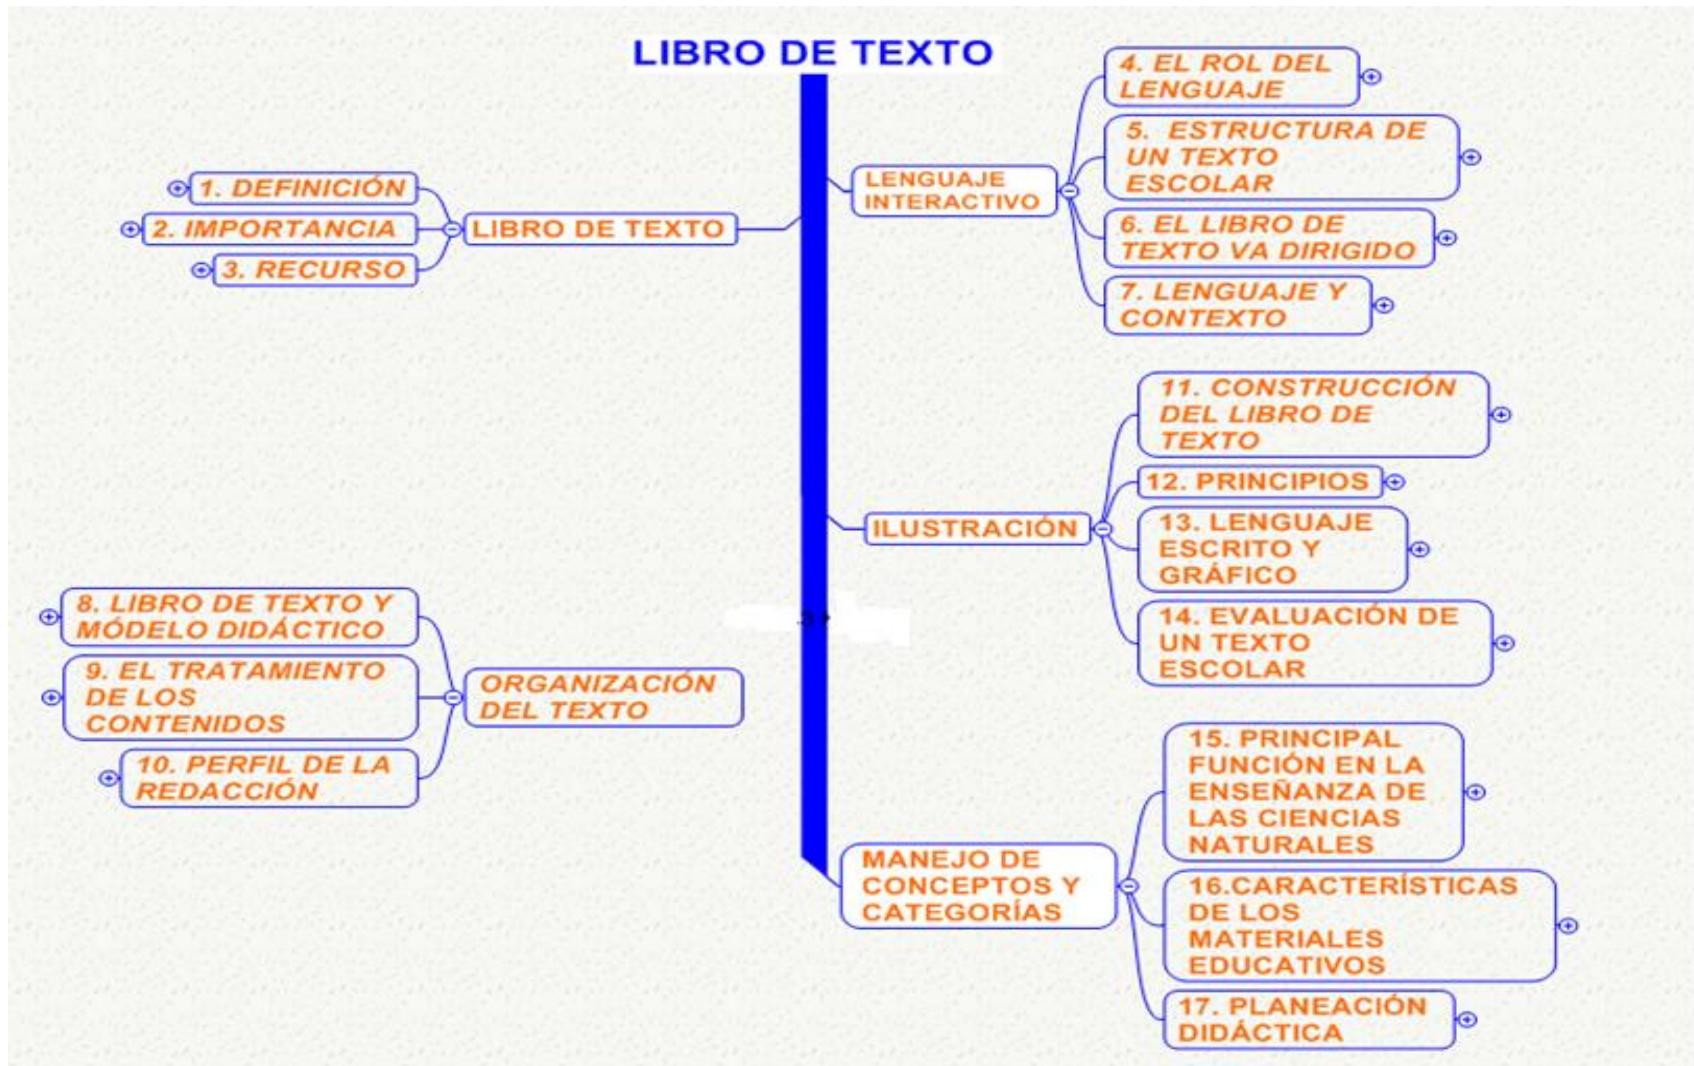 LIBRO DE TEXTO
1. DEFINICIÓN
2. IMPORTANCIA
3. RECURSO
LIBRO DE TEXTO
LENGUAJE
INTERACTIVO
4. EL ROL DEL
LENGUAJE
5. ESTRUCTURA DE
UN TEXTO
ESCOLAR
6. EL LIBRO DE
TEXTO VA DIRIGIDO
7. LENGUAJE Y
CONTEXTO
8. LIBRO DE TEXTO Y
MÓDELO DIDÁCTICO
9. EL TRATAMIENTO
DE LOS
CONTENIDOS
10. PERFIL DE LA
REDACCIÓN
ORGANIZACIÓN
DEL TEXTO
ILUSTRACIÓN
11. CONSTRUCCIÓN
DEL LIBRO DE
TEXTO
12. PRINCIPIOS
13. LENGUAJE
ESCRITO Y
GRÁFICO
14. EVALUACIÓN DE
UN TEXTO
ESCOLAR
MANEJO DE
CONCEPTOS Y
CATEGORÍAS
15. PRINCIPAL
FUNCIÓN EN LA
ENSEÑANZA DE
LAS CIENCIAS
NATURALES
16.CARACTERÍSTICAS
DE LOS
MATERIALES
EDUCATIVOS
17. PLANEACIÓN
DIDÁCTICA